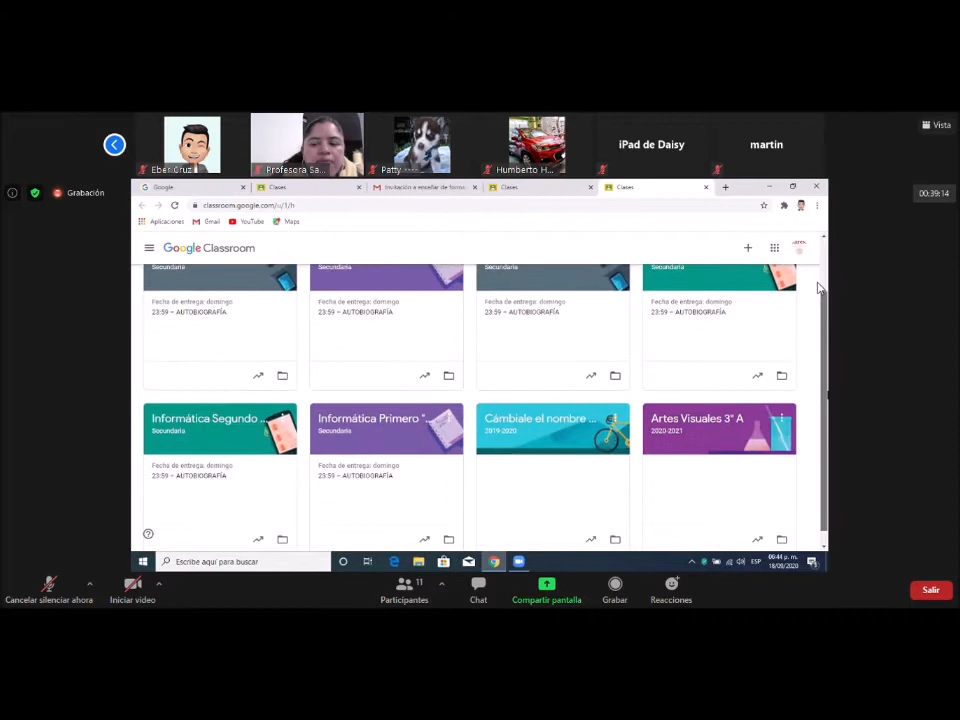 Vista
iPad de Daisy
martin
Eber Cruz
Profesora Sa...
Patty
Humberto H...
Grabación
00:39:14
Google
Clases
Invitación a enseñar de forma
Clases
Clases
classroom.google.com/u/1/h
Aplicaciones
Gmail
YouTube
Maps
Google Classroom
Secundaria
Secundaria
Secundaria
Secundaria
Fecha de entrega: domingo
23:59 – AUTOBIOGRAFÍA
Fecha de entrega: domingo
23:59 – AUTOBIOGRAFÍA
Fecha de entrega: domingo
23:59 – AUTOBIOGRAFÍA
Fecha de entrega: domingo
23:59 – AUTOBIOGRAFÍA
Informática Segundo ...
Secundaria
Informática Primero "...
Secundaria
Cámbiale el nombre ...
2019-2020
Artes Visuales 3° A
2020-2021
Fecha de entrega: domingo
23:59 – AUTOBIOGRAFÍA
Fecha de entrega: domingo
23:59 – AUTOBIOGRAFÍA
Escribe aquí para buscar
ESP
06:44 p. m.
18/09/2020
Cancelar silenciar ahora
Iniciar video
Participantes
11
Chat
Compartir pantalla
Grabar
Reacciones
Salir